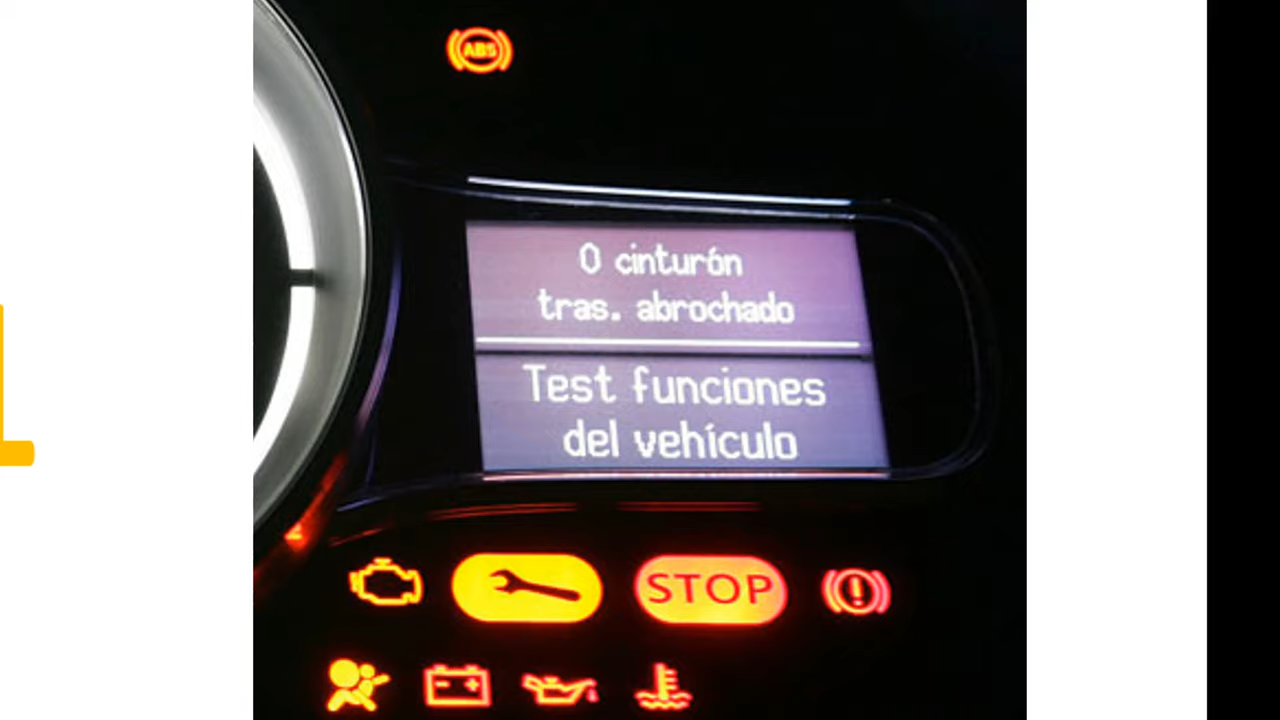 ABS
0 cinturón
tras. abrochado
Test funciones
del vehículo
STOP